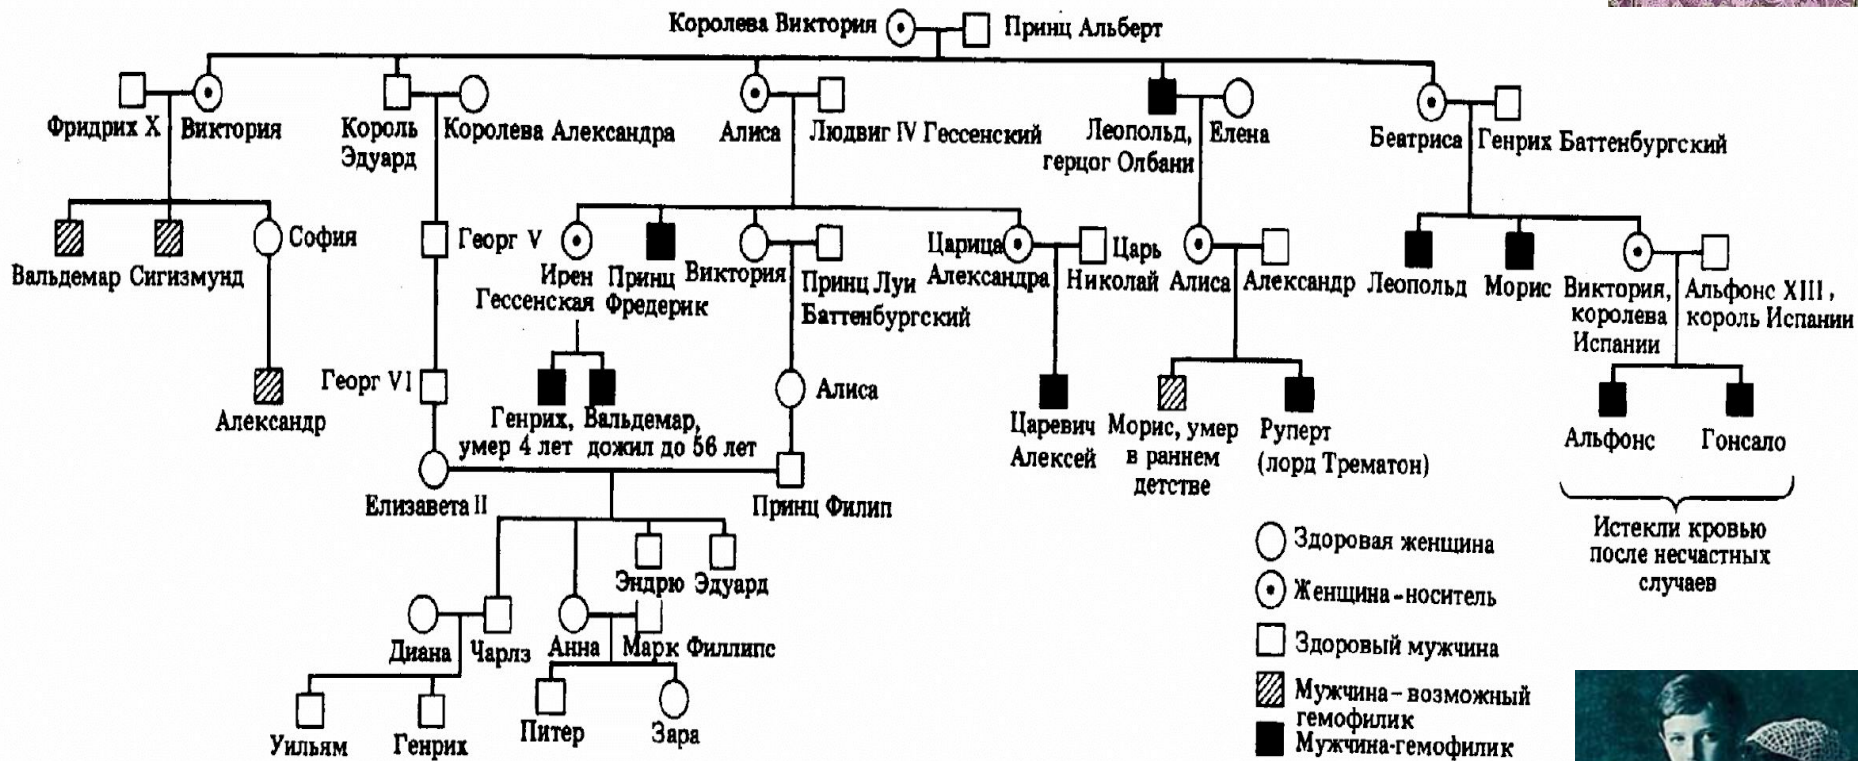 Королева Виктория
Принц Альберт
Фридрих X
Виктория
Король
Эдуард
Королева Александра
Алиса
Людвиг IV Гессенский
Леопольд,
герцог Олбани
Елена
Беатриса
Генрих Баттенбургский
Вальдемар
Сигизмунд
София
Георг V
Ирен
Гессенская
Принц
Фредерик
Виктория
Принц Луи
Баттенбургский
Царица
Александра
Царь
Николай
Алиса
Александр
Леопольд
Морис
Виктория,
королева
Испании
Альфонс XIII,
король Испании
Александр
Георг VI
Генрих,
умер 4 лет
Вальдемар,
дожил до 56 лет
Алиса
Царевич
Алексей
Морис, умер
в раннем
детстве
Руперт
(лорд Трематон)
Альфонс
Гонсало
Истекли кровью
после несчастных
случаев
Елизавета II
Принц Филип
Эндрю
Эдуард
Диана
Чарлз
Анна
Марк Филлипс
Уильям
Генрих
Питер
Зара
Здоровая женщина
Женщина-носитель
Здоровый мужчина
Мужчина-возможный
гемофилик
Мужчина-гемофилик